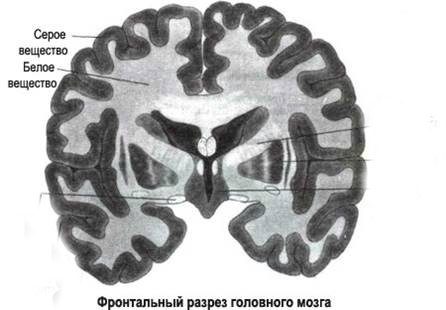 Серое
вещество
Белое
вещество
Фронтальный разрез головного мозга